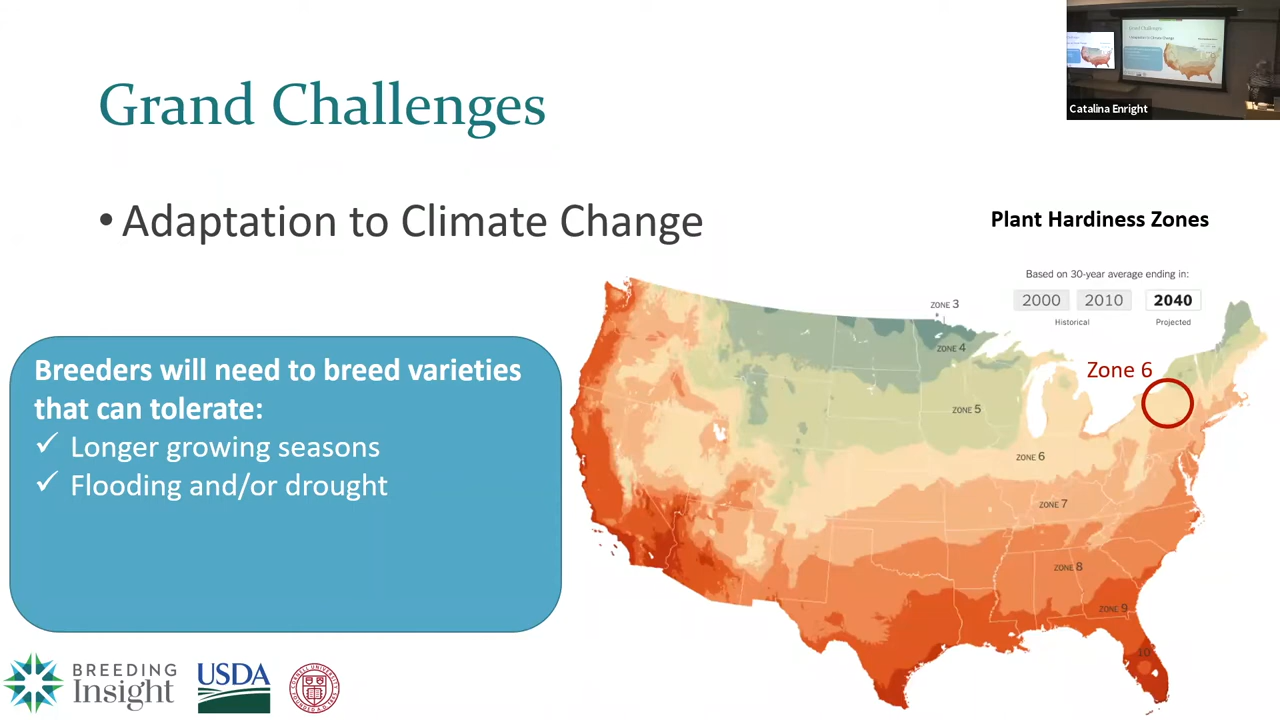 Grand Challenges
Catalina Enright
• Adaptation to Climate Change
Plant Hardiness Zones
Based on 30-year average ending in:
2000 2010 2040
Historical Projected
ZONE 3
ZONE 4
Zone 6
ZONE 5
ZONE 6
ZONE 7
ZONE 8
ZONE 9
10
Breeders will need to breed varieties
that can tolerate:
✓ Longer growing seasons
✓ Flooding and/or drought
BREEDING
Insight
USDA